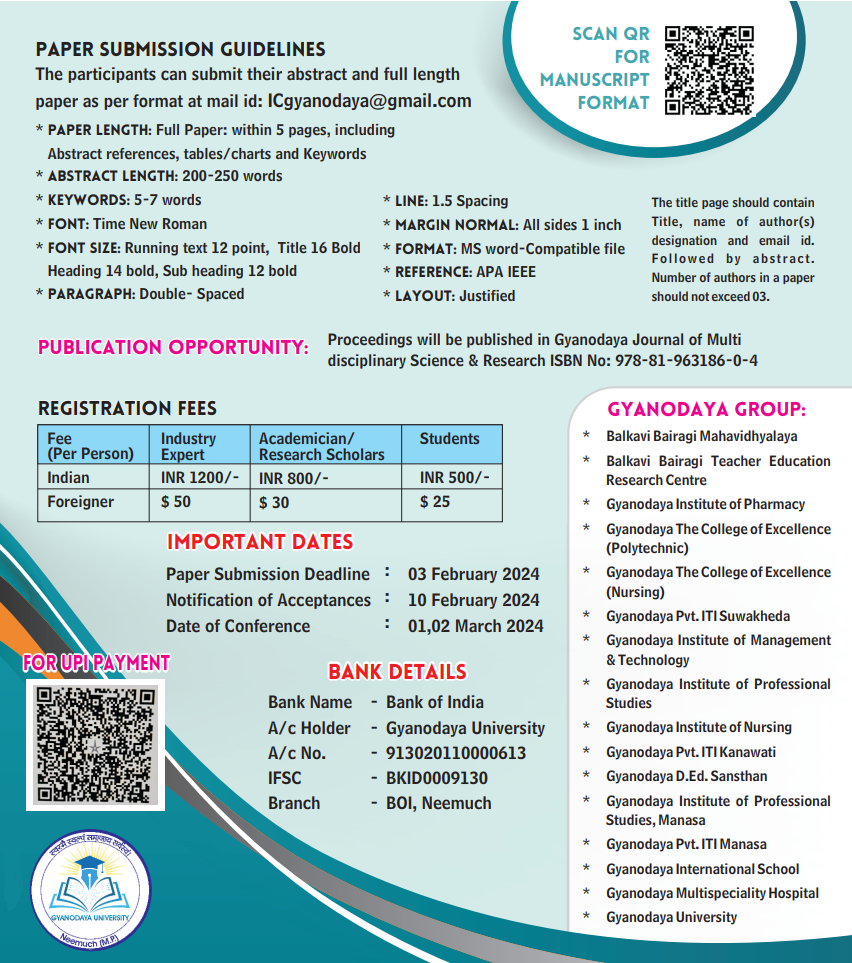 SCAN QR
FOR
MANUSCRIPT
FORMAT
PAPER SUBMISSION GUIDELINES
The participants can submit their abstract and full length
paper as per format at mail id: ICgyanodaya@gmail.com
* PAPER LENGTH: Full Paper: within 5 pages, including
Abstract references, tables/charts and Keywords
* ABSTRACT LENGTH: 200-250 words
* KEYWORDS: 5-7 words
* FONT: Time New Roman
* FONT SIZE: Running text 12 point, Title 16 Bold
Heading 14 bold, Sub heading 12 bold
* PARAGRAPH: Double- Spaced
* LINE: 1.5 Spacing
* MARGIN NORMAL: All sides 1 inch
* FORMAT: MS word-Compatible file
* REFERENCE: APA IEEE
* LAYOUT: Justified
The title page should contain
Title, name of author(s)
designation and email id.
Followed by abstract.
Number of authors in a paper
should not exceed 03.
PUBLICATION OPPORTUNITY:
Proceedings will be published in Gyanodaya Journal of Multi
disciplinary Science & Research ISBN No: 978-81-963186-0-4
REGISTRATION FEES
Fee
(Per Person)
Industry
Expert
Academician/
Research Scholars
Students
Indian INR 1200/- INR 800/- INR 500/-
Foreigner $ 50 $ 30 $ 25
IMPORTANT DATES
Paper Submission Deadline : 03 February 2024
Notification of Acceptances : 10 February 2024
Date of Conference : 01,02 March 2024
FOR UPI PAYMENT
BANK DETAILS
Bank Name - Bank of India
A/c Holder - Gyanodaya University
A/c No. - 913020110000613
IFSC - BKID0009130
Branch - BOI, Neemuch
GYANODAYA GROUP:
* Balkavi Bairagi Mahavidhyalaya
* Balkavi Bairagi Teacher Education
Research Centre
* Gyanodaya Institute of Pharmacy
* Gyanodaya The College of Excellence
(Polytechnic)
* Gyanodaya The College of Excellence
(Nursing)
* Gyanodaya Pvt. ITI Suwakheda
* Gyanodaya Institute of Management
& Technology
* Gyanodaya Institute of Professional
Studies
* Gyanodaya Institute of Nursing
* Gyanodaya Pvt. ITI Kanawati
* Gyanodaya D.Ed. Sansthan
* Gyanodaya Institute of Professional
Studies, Manasa
* Gyanodaya Pvt. ITI Manasa
* Gyanodaya International School
* Gyanodaya Multispeciality Hospital
* Gyanodaya University
GYANODAYA UNIVERSITY
Neemuch (M.P)